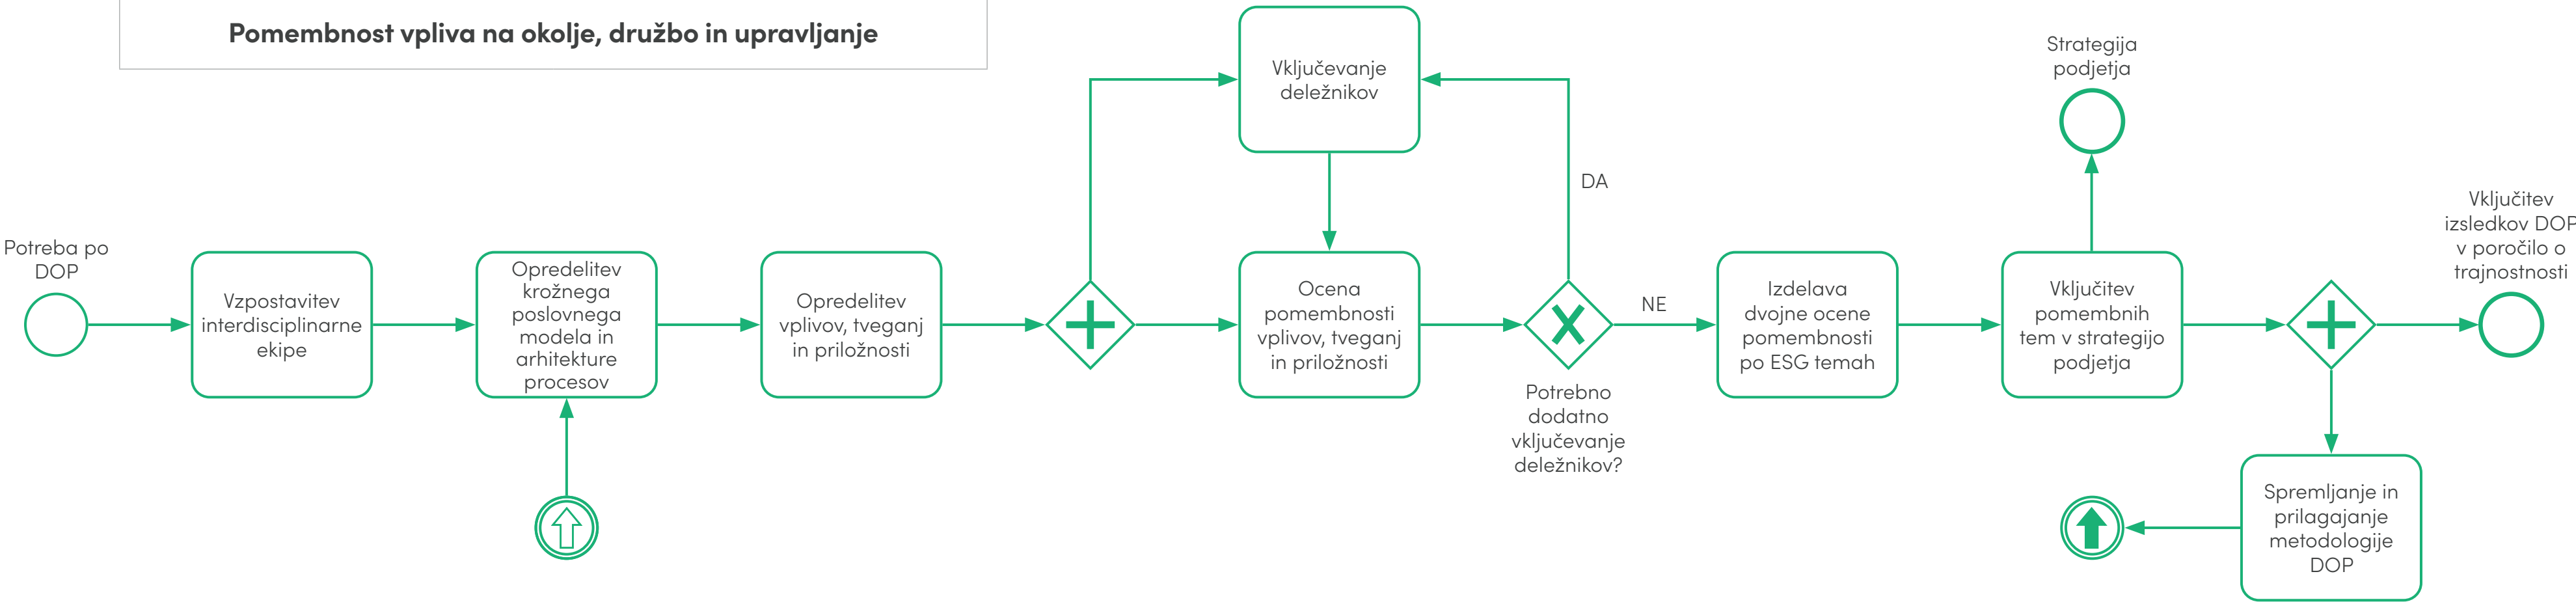 Pomembnost vpliva na okolje, družbo in upravljanje
Potreba po
DOP
Vzpostavitev
interdisciplinarne
ekipe
Opredelitev
krožnega
poslovnega
modela in
arhitekture
procesov
Opredelitev
vplivov, tveganj
in priložnosti
Vključevanje
deležnikov
Ocena
pomembnosti
vplivov, tveganj
in priložnosti
DA
NE
Potrebno
dodatno
vključevanje
deležnikov?
Izdelava
dvojne ocene
pomembnosti
po ESG temah
Strategija
podjetja
Vključitev
pomembnih
tem v strategijo
podjetja
Vključitev
izsledkov DOP
v poročilo o
trajnostnosti
Spremljanje in
prilagajanje
metodologije
DOP